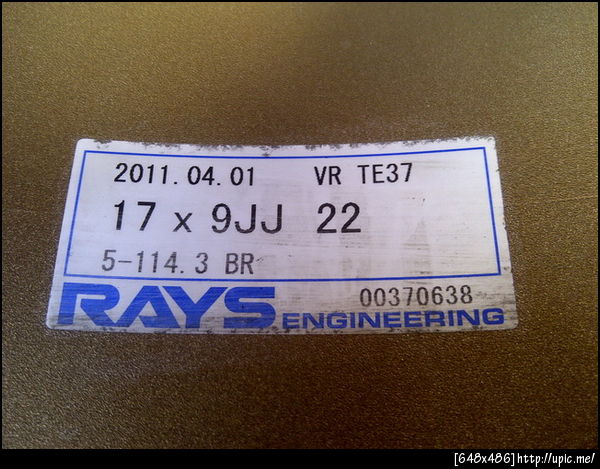 2011.04.01 VR TE37
17 x 9JJ 22
5-114.3 BR
00370638
RAYS ENGINEERING
[648x486]http://upic.me/